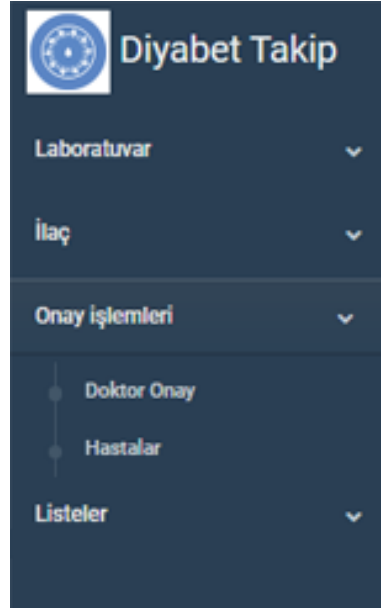 Diyabet Takip
Laboratuvar
İlaç
Onay işlemleri
Doktor Onay
Hastalar
Listeler